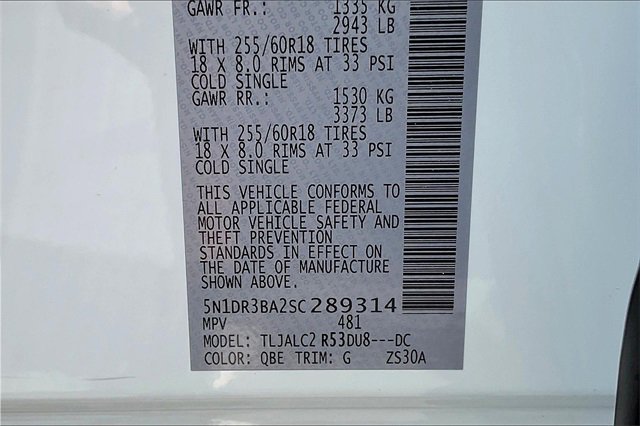 GAWR FR.: 1335 KG
2943 LB
WITH 255/60R18 TIRES
18 X 8.0 RIMS AT 33 PSI
COLD SINGLE
GAWR RR.: 1530 KG
3373 LB
WITH 255/60R18 TIRES
18 X 8.0 RIMS AT 33 PSI
COLD SINGLE
THIS VEHICLE CONFORMS TO
ALL APPLICABLE FEDERAL
MOTOR VEHICLE SAFETY AND
THEFT PREVENTION
STANDARDS IN EFFECT ON
THE DATE OF MANUFACTURE
SHOWN ABOVE.
5N1DR3BA2SC289314
MPV 481
MODEL: TLJALC2 R53DU8---DC
COLOR: QBE TRIM: G ZS30A